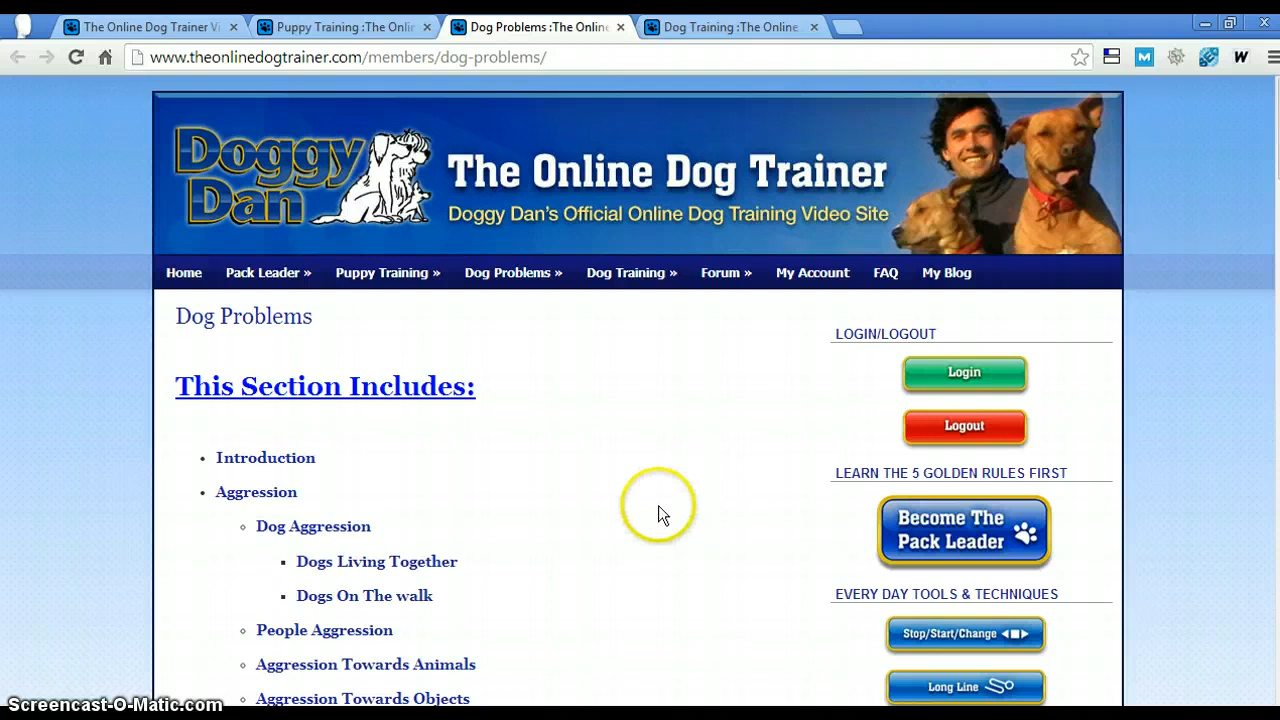 The Online Dog Trainer Vi
Puppy Training :The Onlin
Dog Problems :The Online
Dog Training :The Online
www.theonlinedogtrainer.com/members/dog-problems/
M
W
Doggy
Dan
The Online Dog Trainer
Doggy Dan's Official Online Dog Training Video Site
Home
Pack Leader »
Puppy Training »
Dog Problems »
Dog Training »
Forum »
My Account
FAQ
My Blog
Dog Problems
This Section Includes:
Introduction
Aggression
Dog Aggression
Dogs Living Together
Dogs On The walk
People Aggression
Aggression Towards Animals
Aggression Towards Objects
LOGIN/LOGOUT
Login
Logout
LEARN THE 5 GOLDEN RULES FIRST
Become The
Pack Leader
EVERY DAY TOOLS & TECHNIQUES
Stop/Start/Change
Long Line
Screencast-O-Matic.com